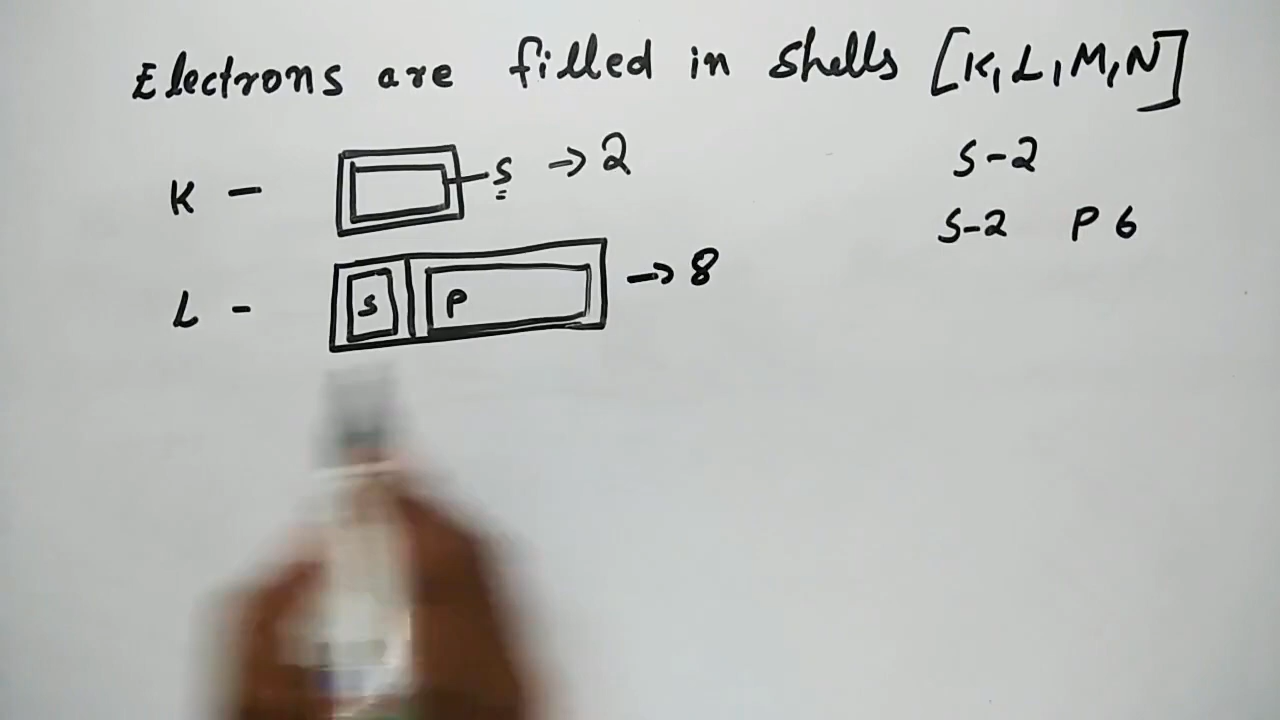 Electrons are filled in shells [K, L, M, N]
K - S → 2 S-2
L - S P → 8 S-2 P 6